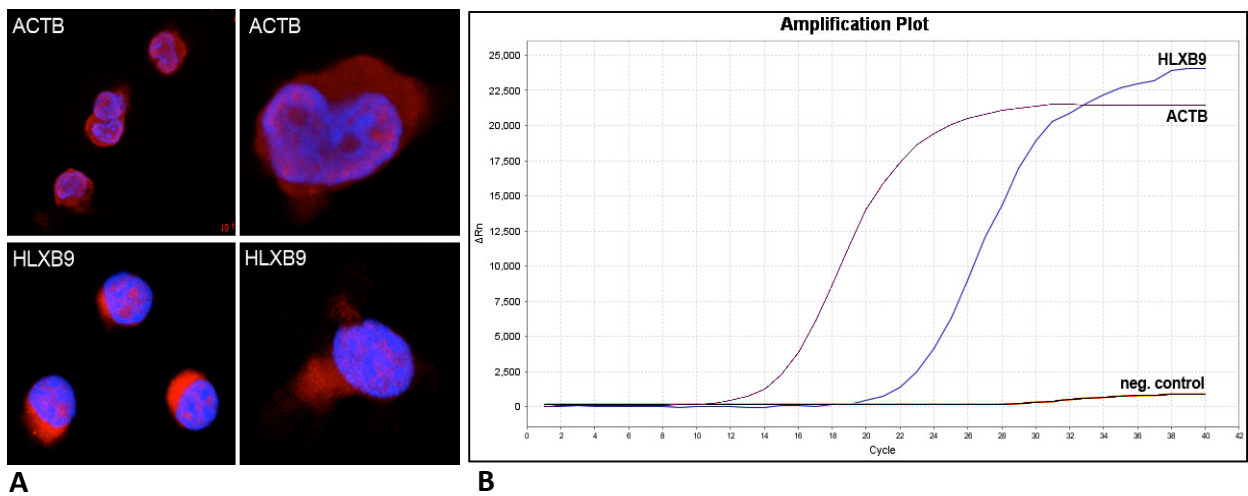 ACTB
ACTB
HLXB9
HLXB9
A
Amplification Plot
25,000
22,500
20,000
17,500
15,000
12,500
10,000
7,500
5,000
2,500
0
ΔRn
HLXB9
ACTB
neg. control
0 2 4 6 8 10 12 14 16 18 20 22 24 26 28 30 32 34 36 38 40 42
Cycle
B